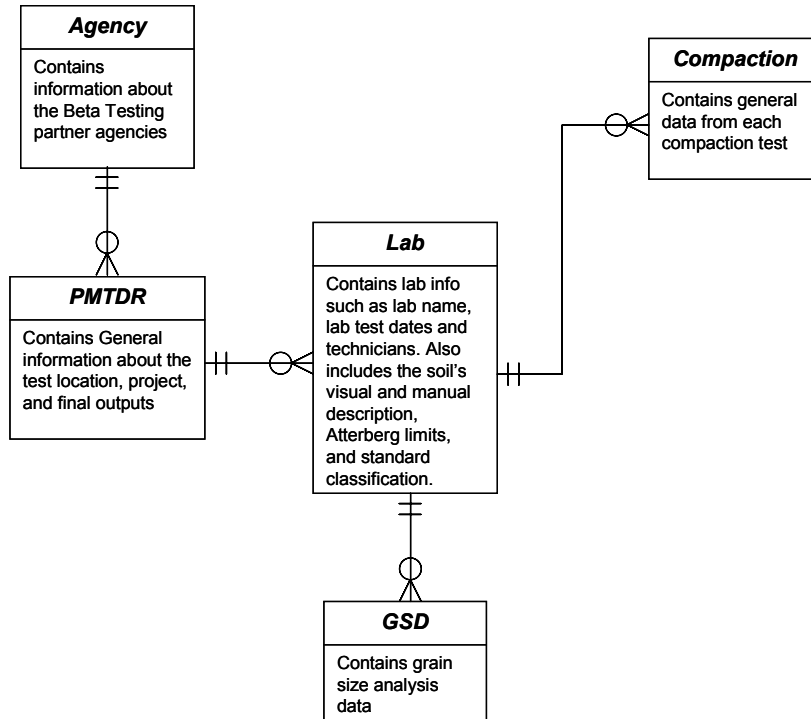 Agency
Contains
information about
the Beta Testing
partner agencies
Compaction
Contains general
data from each
compaction test
Lab
Contains lab info
such as lab name,
lab test dates and
technicians. Also
includes the soil's
visual and manual
description,
Atterberg limits,
and standard
classification.
PMTDR
Contains General
information about the
test location, project,
and final outputs
GSD
Contains grain
size analysis
data